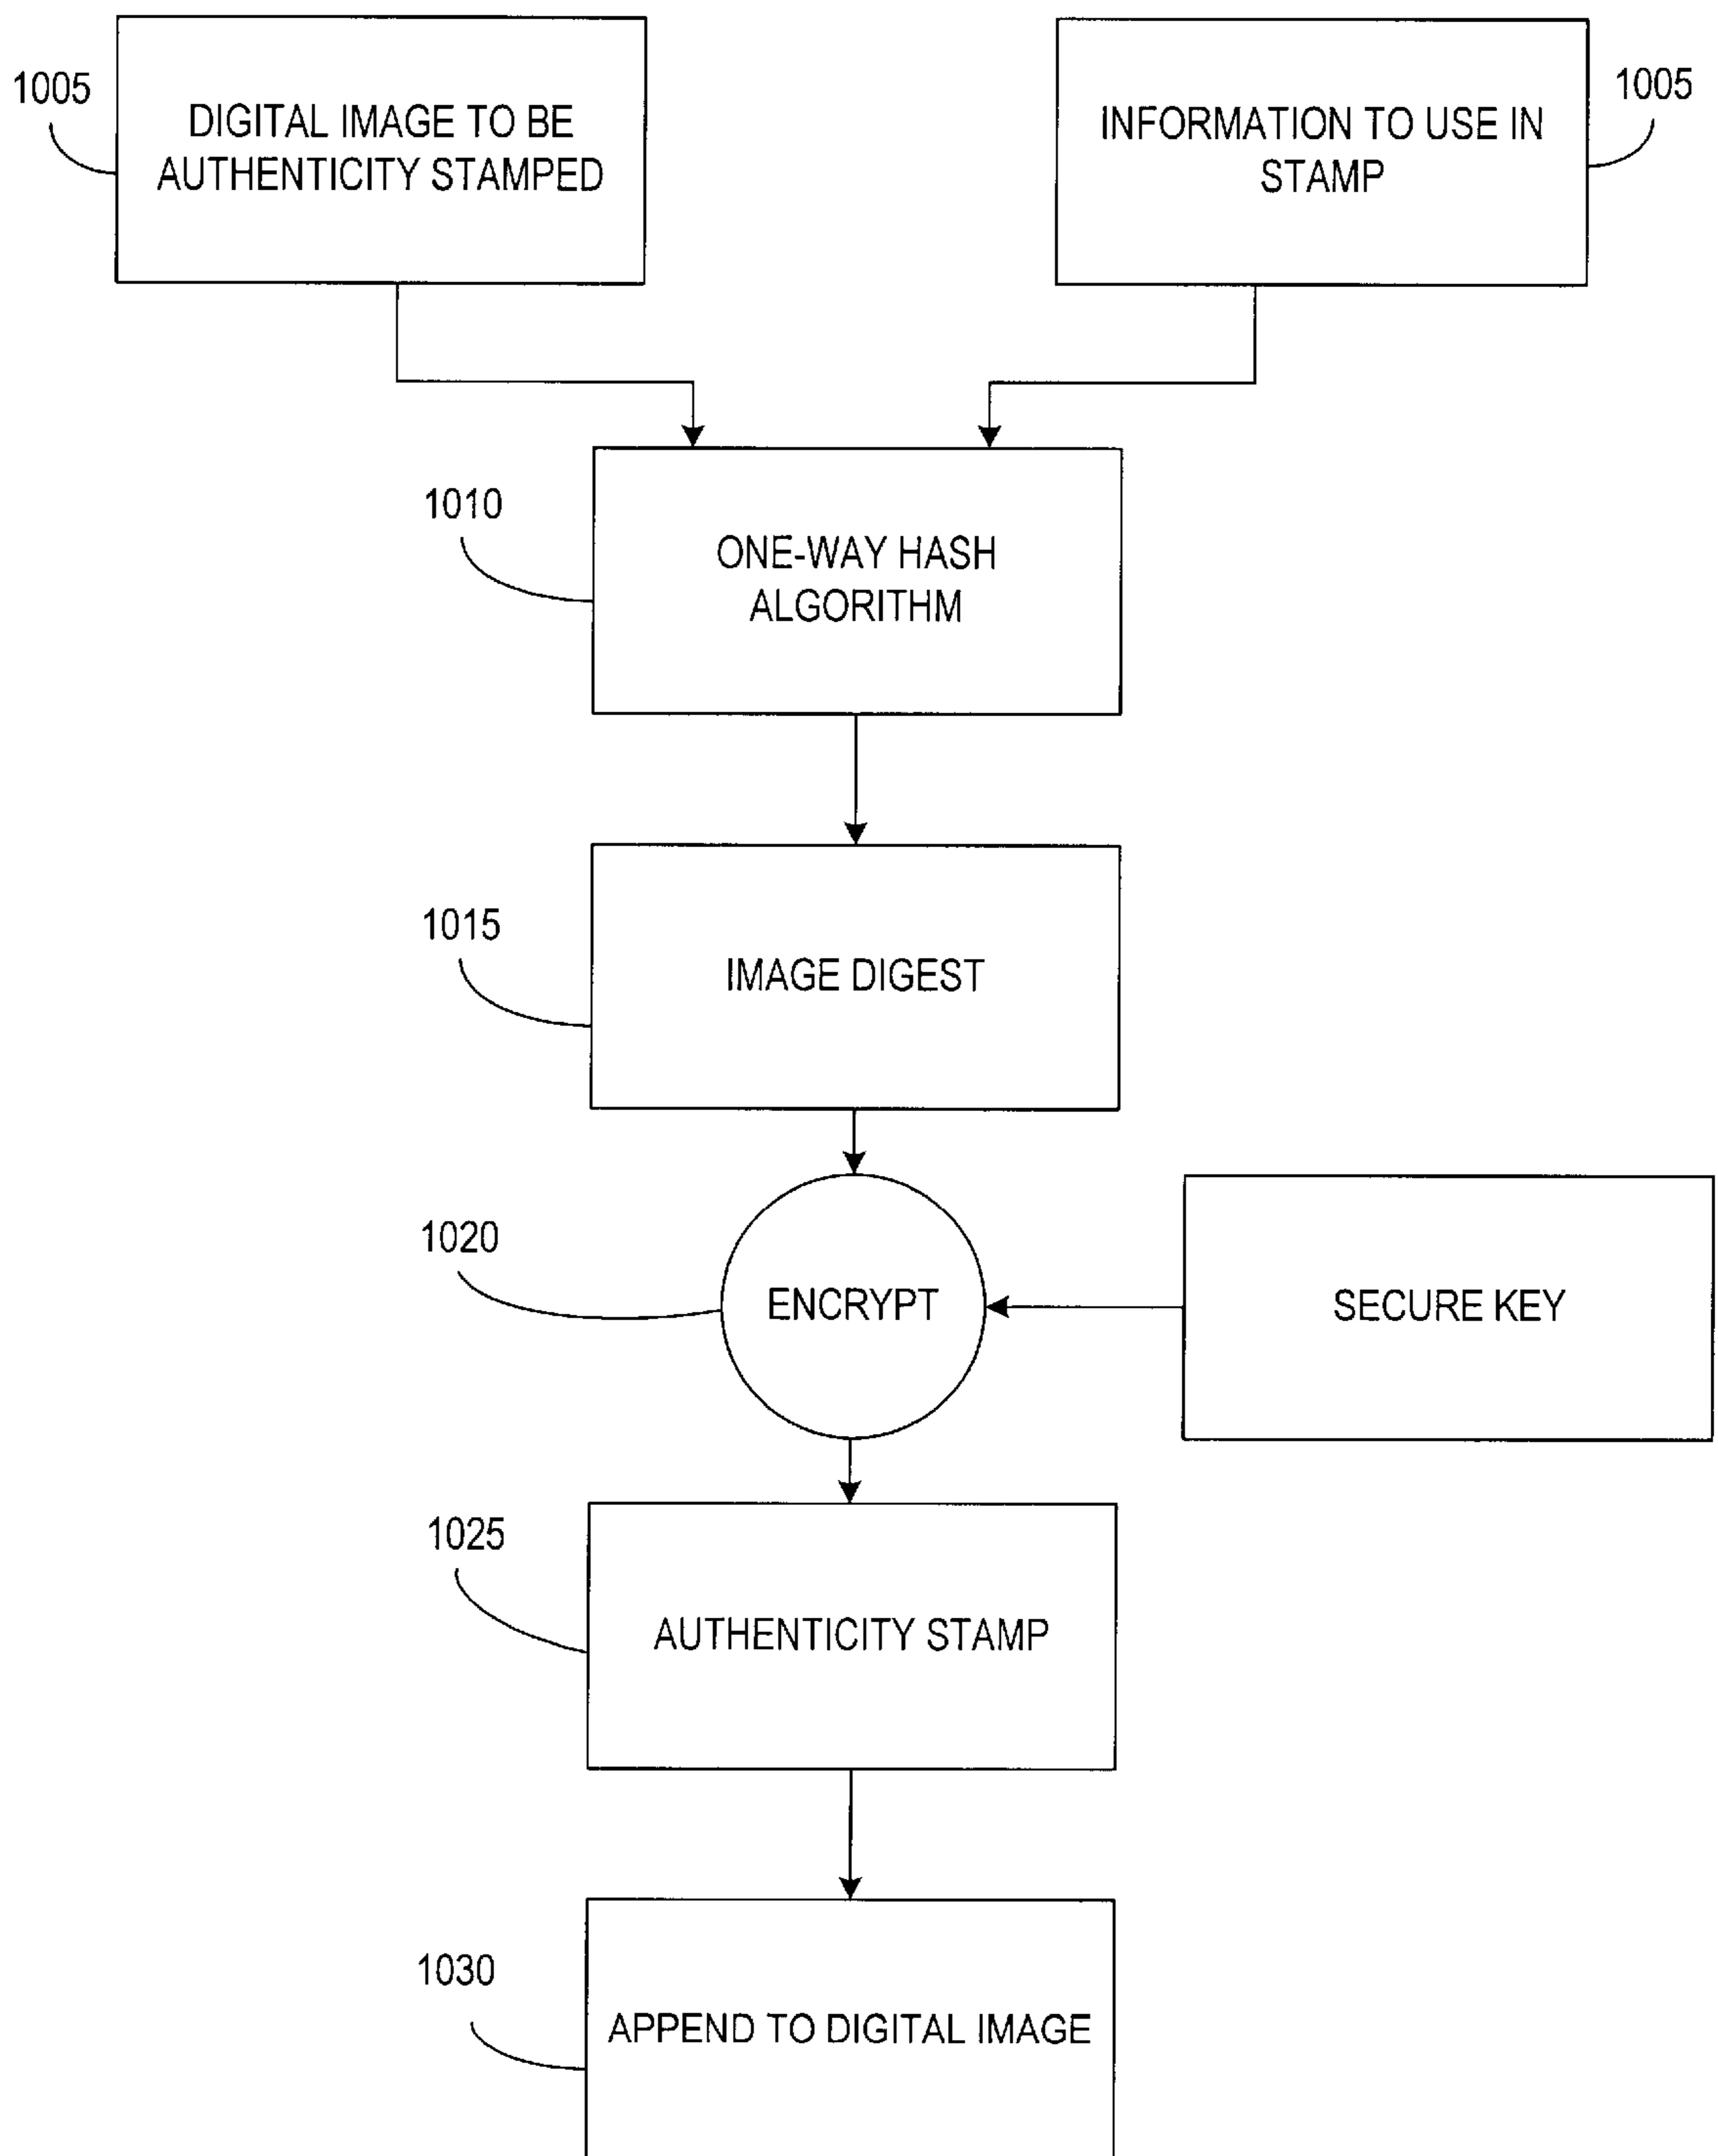 1005
DIGITAL IMAGE TO BE
AUTHENTICITY STAMPED
INFORMATION TO USE IN
STAMP
1005
1010
ONE-WAY HASH
ALGORITHM
1015
IMAGE DIGEST
1020
ENCRYPT
SECURE KEY
1025
AUTHENTICITY STAMP
1030
APPEND TO DIGITAL IMAGE